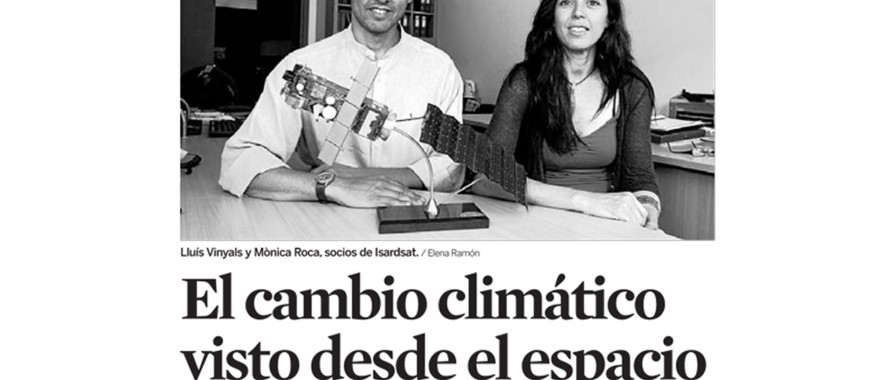 Lluís Vinyals y Mònica Roca, socios de Isardsat. / Elena Ramón
El cambio climático
visto desde el espacio